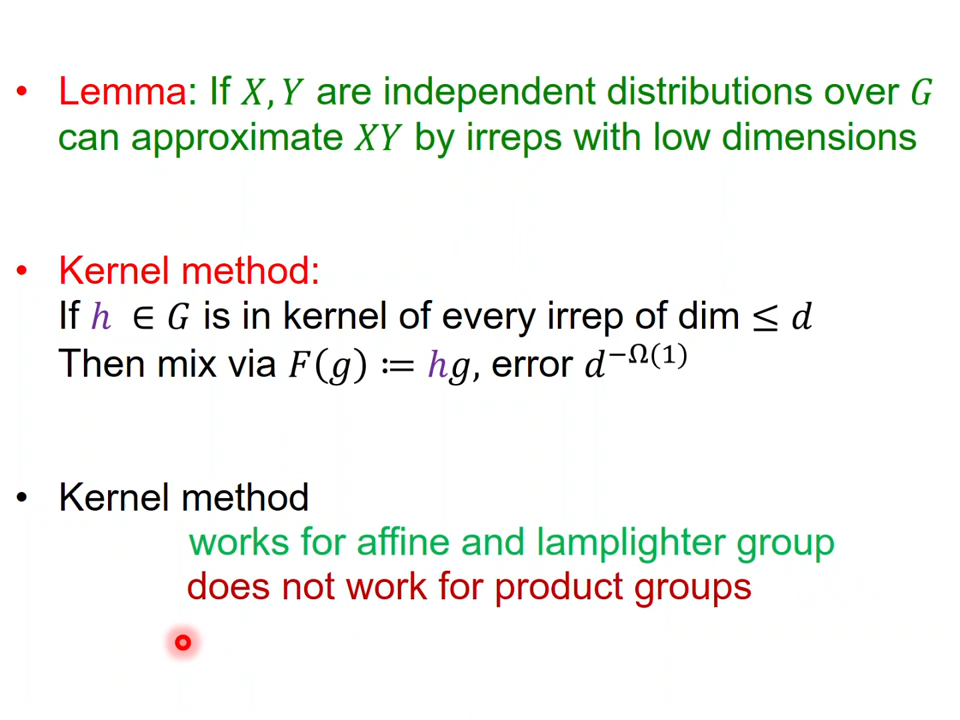 • Lemma: If X, Y are independent distributions over G
can approximate XY by irreps with low dimensions
• Kernel method:
If h ∈ G is in kernel of every irrep of dim ≤ d
Then mix via F(g) ≔ hg, error d^{−Ω(1)}
• Kernel method
works for affine and lamplighter group
does not work for product groups